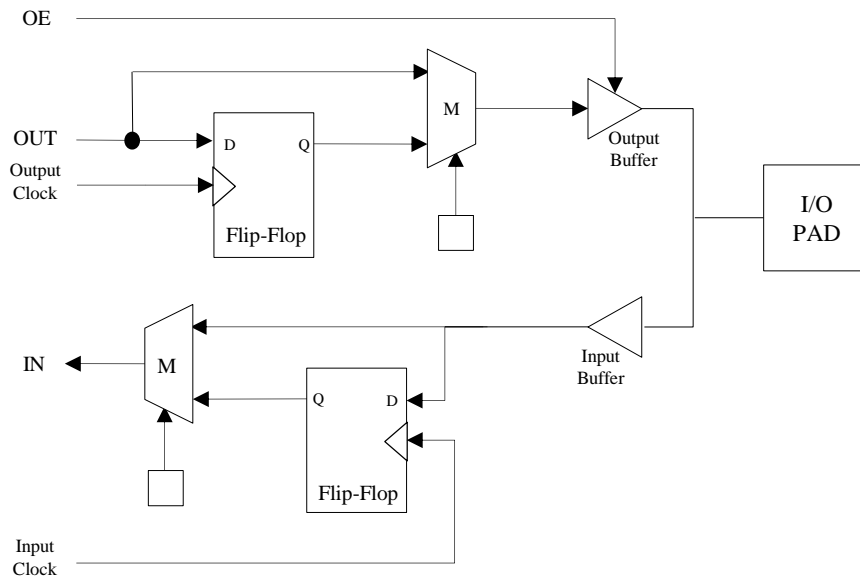 OE
OUT
Output
Clock
D
Q
Flip-Flop
M
Output
Buffer
I/O
PAD
IN
M
Q
D
Flip-Flop
Input
Buffer
Input
Clock